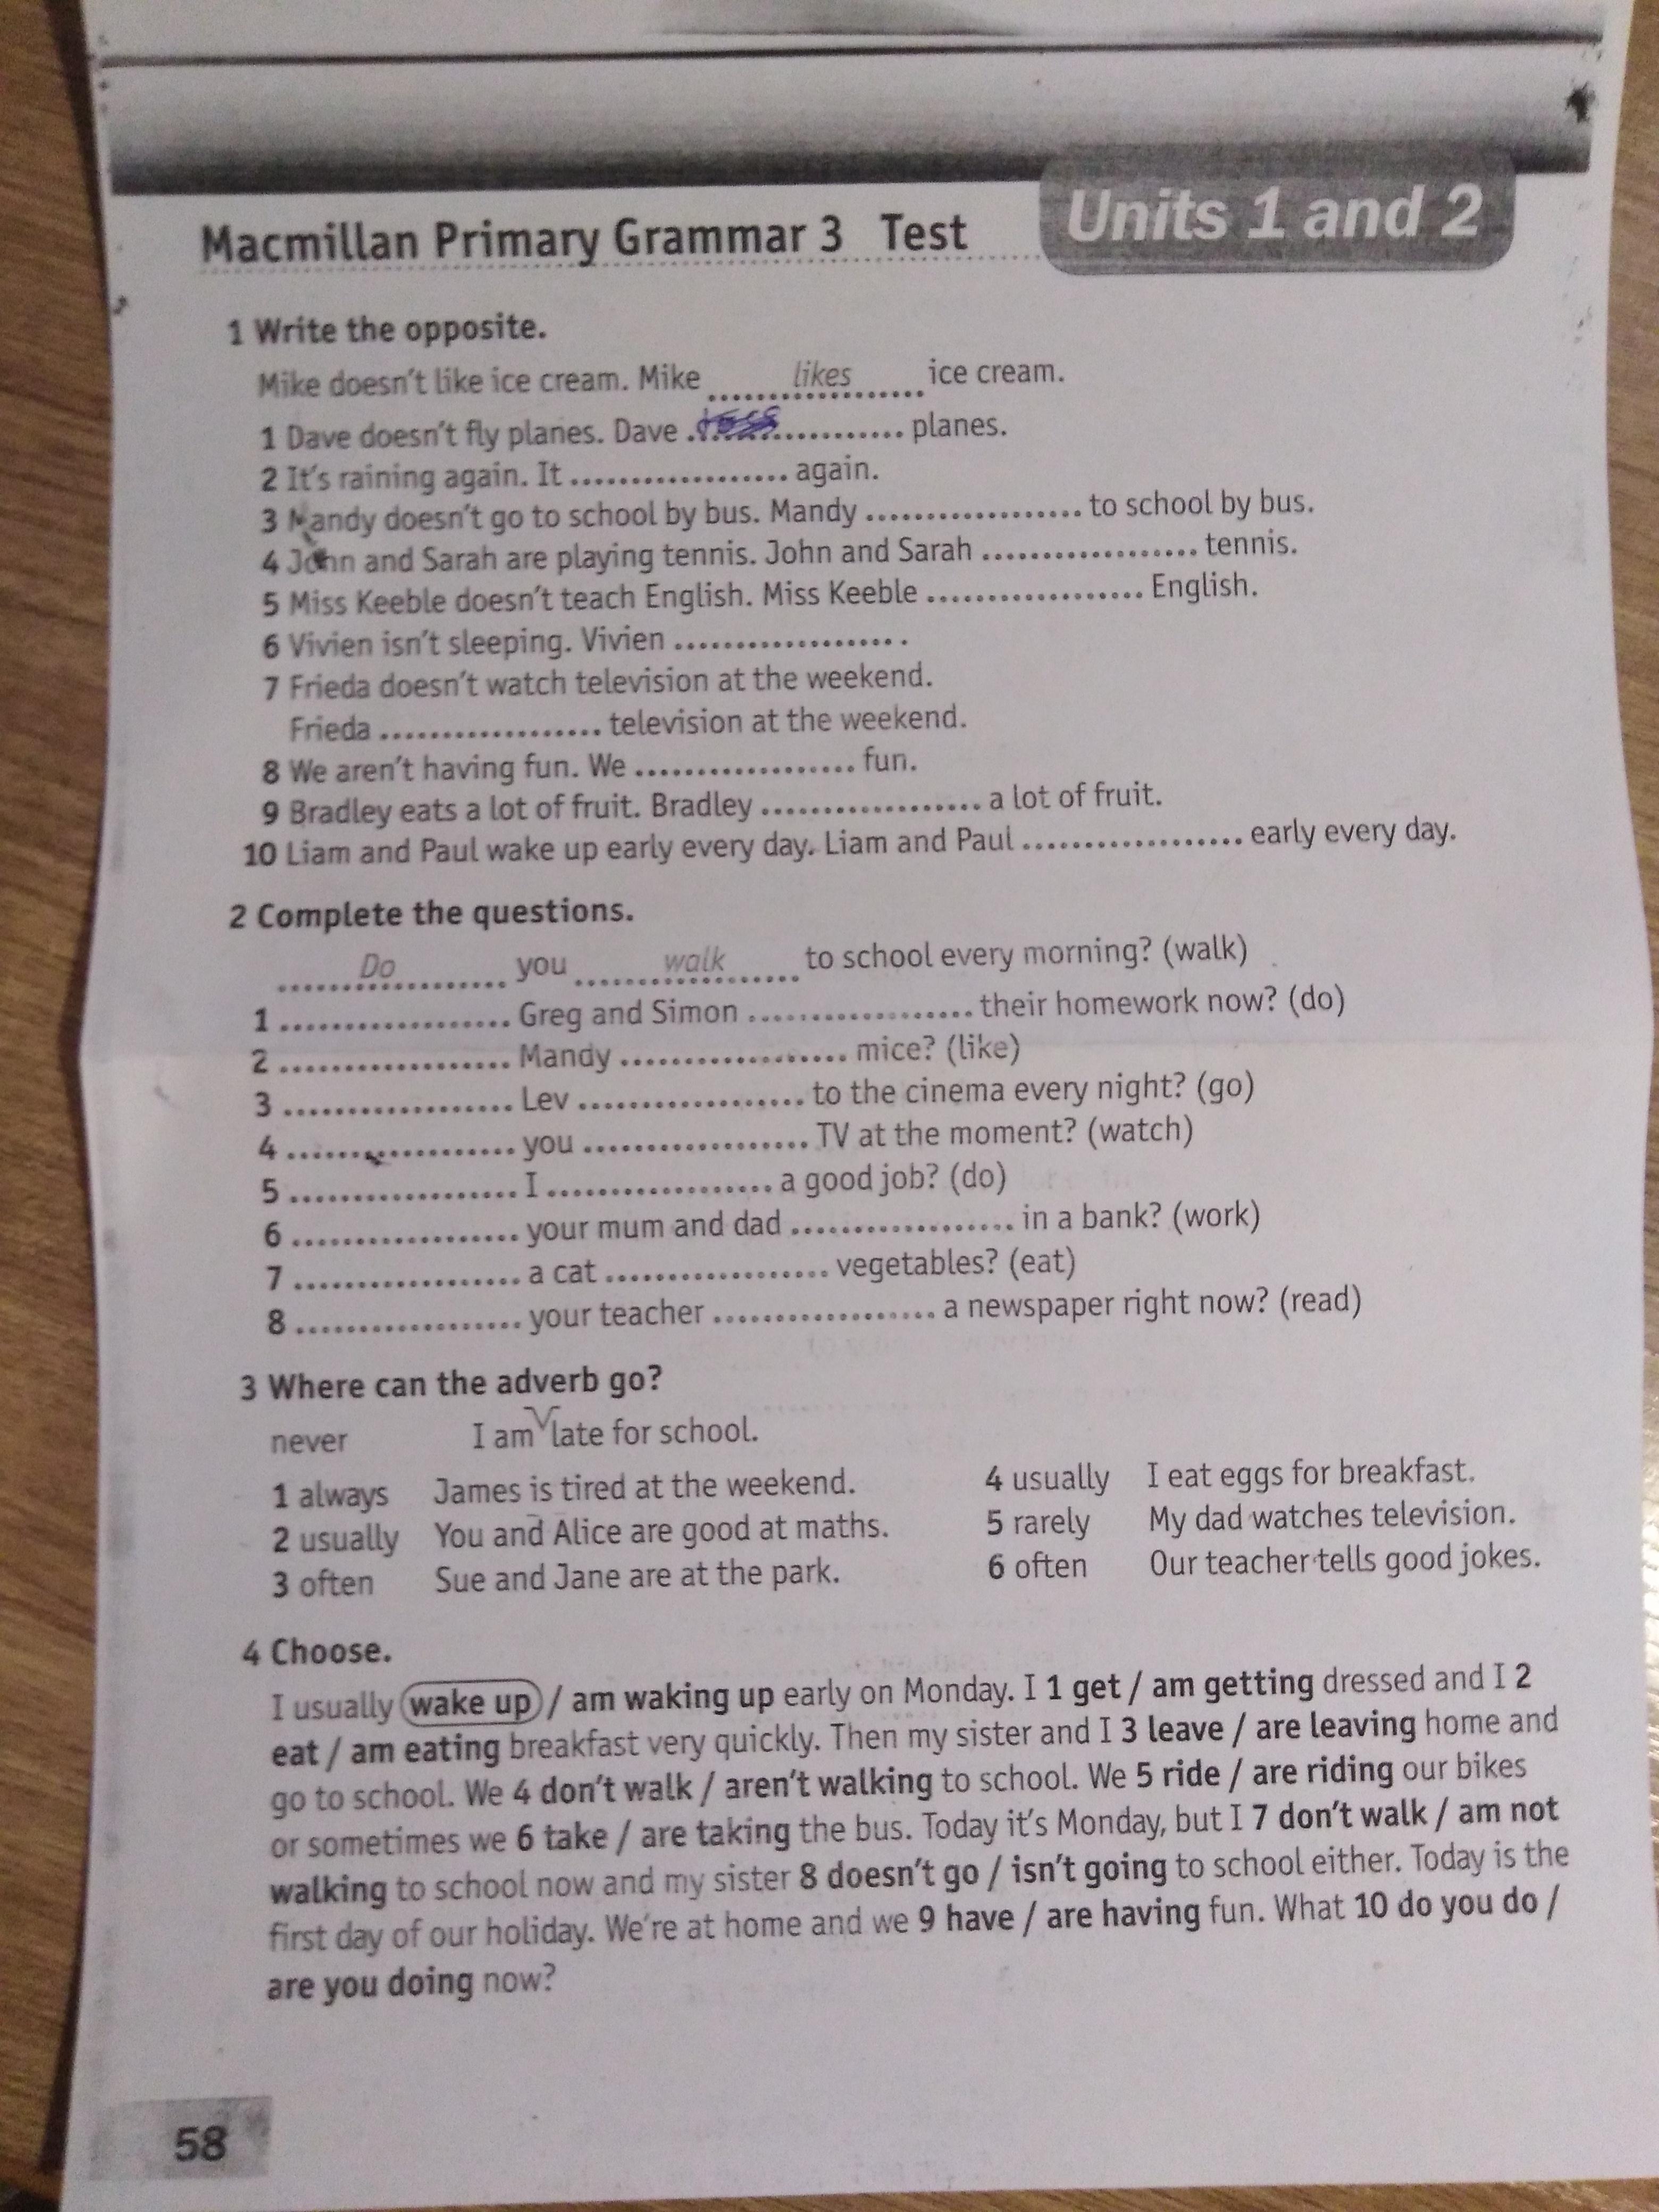 Macmillan Primary Grammar 3 Test
Units 1 and 2
1 Write the opposite.
Mike doesn't like ice cream. Mike ......likes...... ice cream.
1 Dave doesn't fly planes. Dave .................. planes.
2 It's raining again. It .................. again.
3 Mandy doesn't go to school by bus. Mandy .................. to school by bus.
4 John and Sarah are playing tennis. John and Sarah .................. tennis.
5 Miss Keeble doesn't teach English. Miss Keeble .................. English.
6 Vivien isn't sleeping. Vivien .................. .
7 Frieda doesn't watch television at the weekend.
Frieda .................. television at the weekend.
8 We aren't having fun. We .................. fun.
9 Bradley eats a lot of fruit. Bradley .................. a lot of fruit.
10 Liam and Paul wake up early every day. Liam and Paul .................. early every day.
2 Complete the questions.
......Do...... you ......walk...... to school every morning? (walk)
1 .................. Greg and Simon .................. their homework now? (do)
2 .................. Mandy .................. mice? (like)
3 .................. Lev .................. to the cinema every night? (go)
4 .................. you .................. TV at the moment? (watch)
5 .................. I .................. a good job? (do)
6 .................. your mum and dad .................. in a bank? (work)
7 .................. a cat .................. vegetables? (eat)
8 .................. your teacher .................. a newspaper right now? (read)
3 Where can the adverb go?
never I am late for school.
1 always James is tired at the weekend.
2 usually You and Alice are good at maths.
3 often Sue and Jane are at the park.
4 usually I eat eggs for breakfast.
5 rarely My dad watches television.
6 often Our teacher tells good jokes.
4 Choose.
I usually wake up / am waking up early on Monday. I 1 get / am getting dressed and I 2
eat / am eating breakfast very quickly. Then my sister and I 3 leave / are leaving home and
go to school. We 4 don't walk / aren't walking to school. We 5 ride / are riding our bikes
or sometimes we 6 take / are taking the bus. Today it's Monday, but I 7 don't walk / am not
walking to school now and my sister 8 doesn't go / isn't going to school either. Today is the
first day of our holiday. We're at home and we 9 have / are having fun. What 10 do you do /
are you doing now?
58